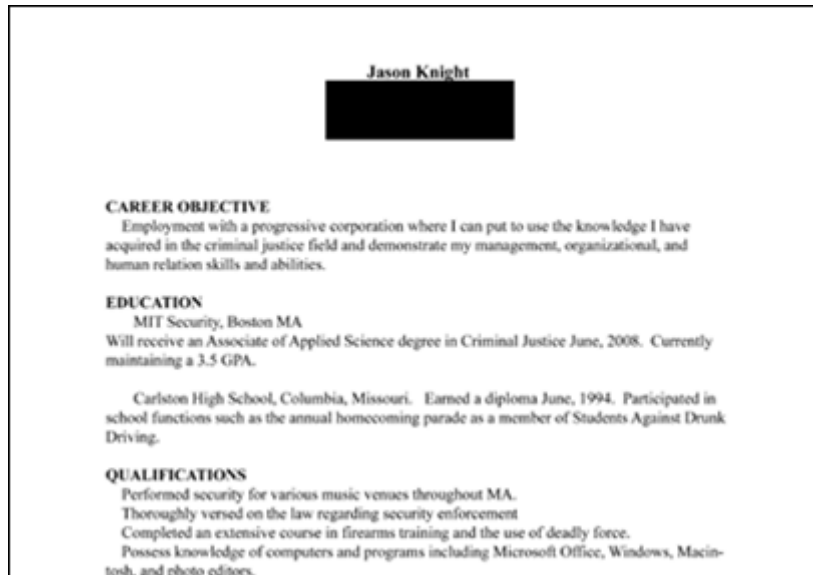 Jason Knight
CAREER OBJECTIVE
Employment with a progressive corporation where I can put to use the knowledge I have
acquired in the criminal justice field and demonstrate my management, organizational, and
human relation skills and abilities.
EDUCATION
MIT Security, Boston MA
Will receive an Associate of Applied Science degree in Criminal Justice June, 2008. Currently
maintaining a 3.5 GPA.
Carlston High School, Columbia, Missouri. Earned a diploma June, 1994. Participated in
school functions such as the annual homecoming parade as a member of Students Against Drunk
Driving.
QUALIFICATIONS
Performed security for various music venues throughout MA.
Thoroughly versed on the law regarding security enforcement
Completed an extensive course in firearms training and the use of deadly force.
Possess knowledge of computers and programs including Microsoft Office, Windows, Macin-
tosh, and photo editors.